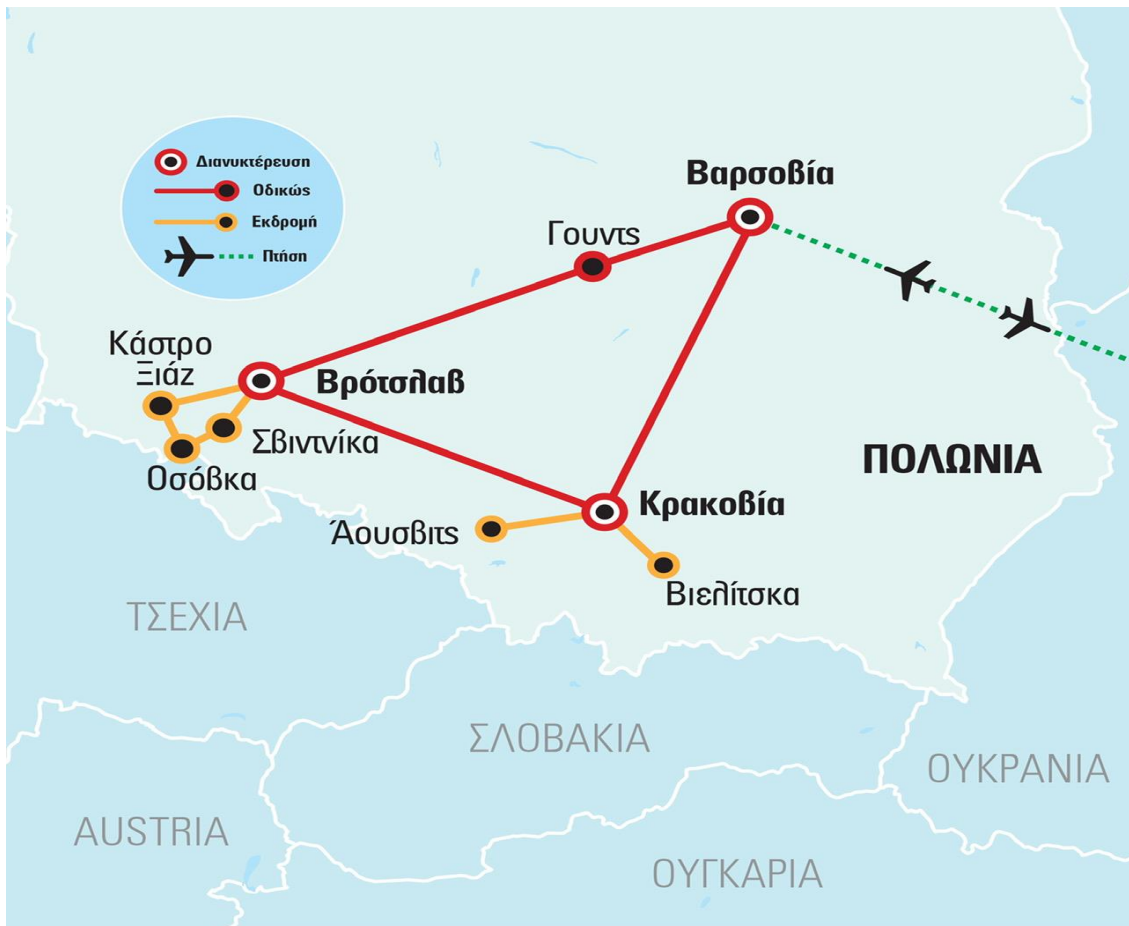 Διανυκτέρευση
Οδικώς
Εκδρομή
Πτήση
Βαρσοβία
Γουντς
Κάστρο
Ξιάζ
Βρότσλαβ
Σβιντνίκα
Οσόβκα
ΠΟΛΩΝΙΑ
Κρακοβία
Άουσβιτς
Βιελίτσκα
ΤΣΕΧΙΑ
ΣΛΟΒΑΚΙΑ
ΟΥΚΡΑΝΙΑ
AUSTRIA
ΟΥΓΚΑΡΙΑ